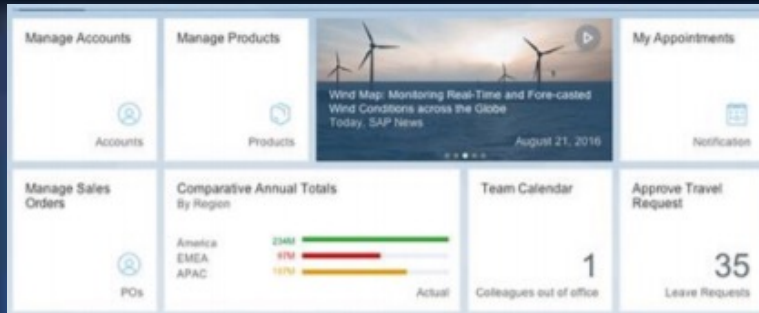 Manage Accounts
Accounts
Manage Products
Products
Wind Map: Monitoring Real-Time and Fore-casted
Wind Conditions across the Globe
Today, SAP News
August 21, 2016
My Appointments
Notification
Manage Sales
Orders
POs
Comparative Annual Totals
By Region
America 234M
EMEA 97M
APAC
Actual
Team Calendar
1
Colleagues out of office
Approve Travel
Request
35
Leave Requests